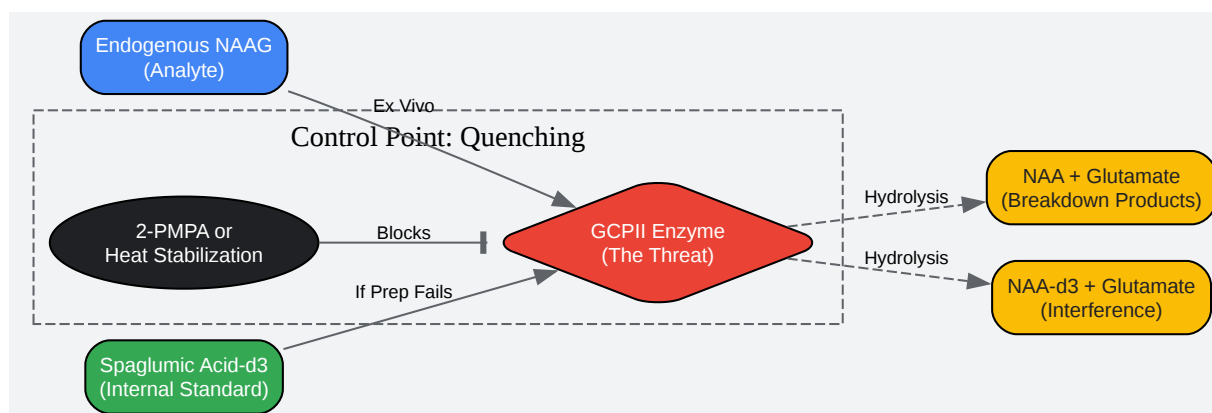 Endogenous NAAG
(Analyte)
Ex Vivo
Control Point: Quenching
2-PMPA or
Heat Stabilization
Blocks
GCPII Enzyme
(The Threat)
Hydrolysis
NAA + Glutamate
(Breakdown Products)
Hydrolysis
NAA-d3 + Glutamate
(Interference)
If Prep Fails
Spaglumic Acid-d3
(Internal Standard)